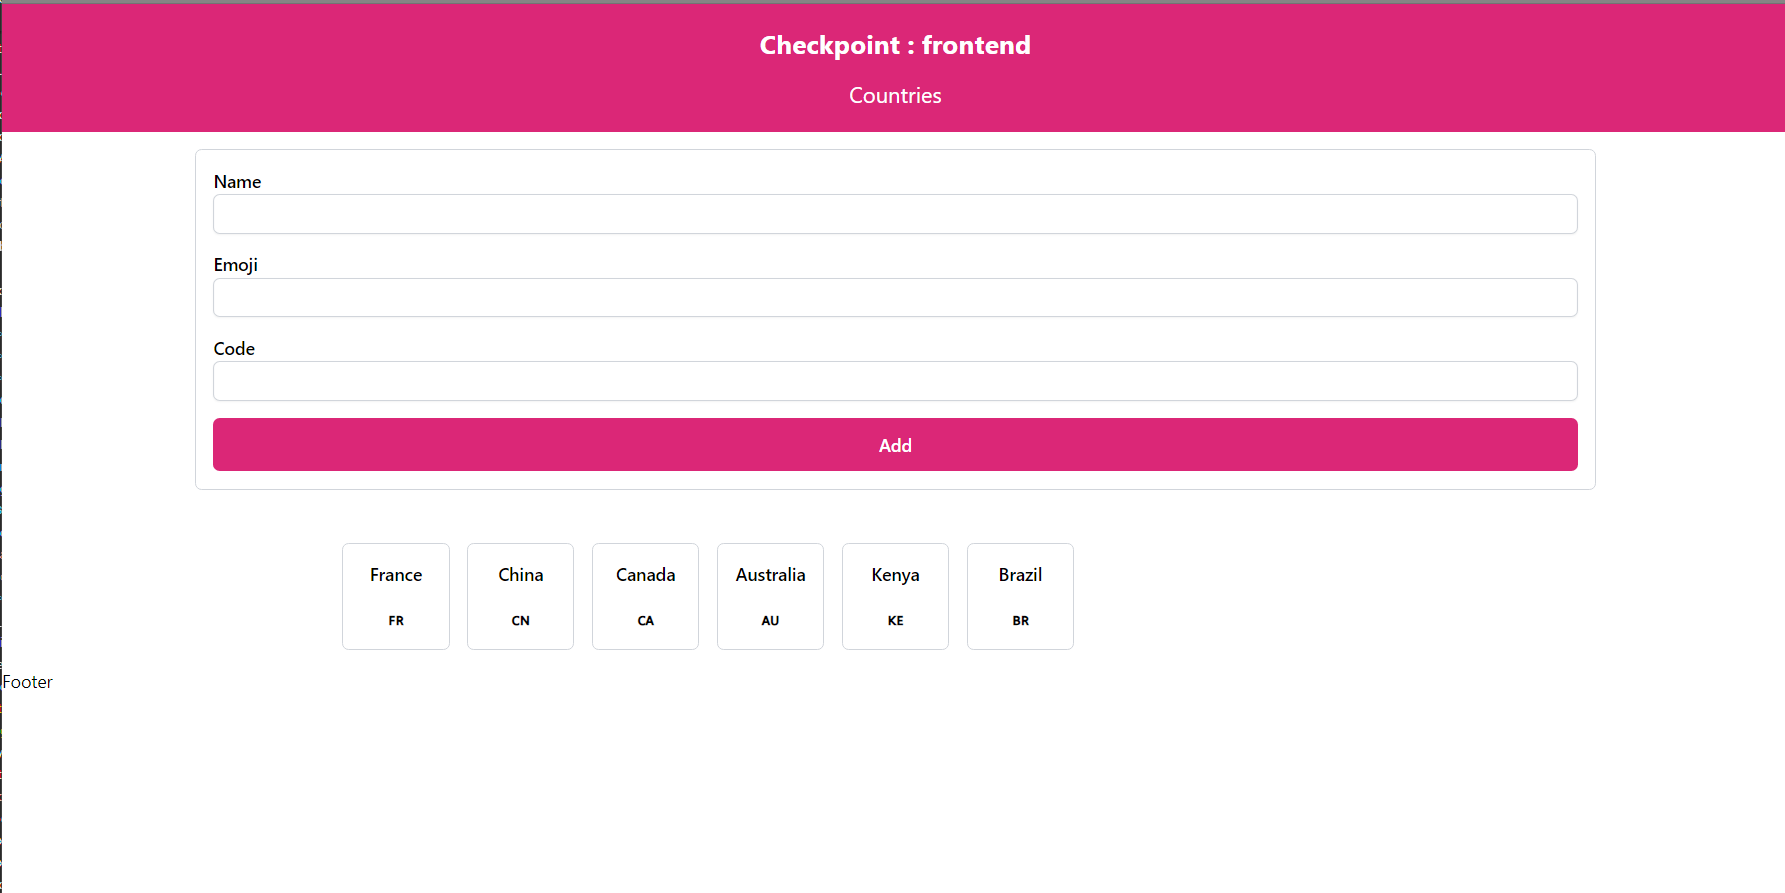 Checkpoint : frontend
Countries
Name
Emoji
Code
Add
France China Canada Australia Kenya Brazil
FR CN CA AU KE BR
Footer